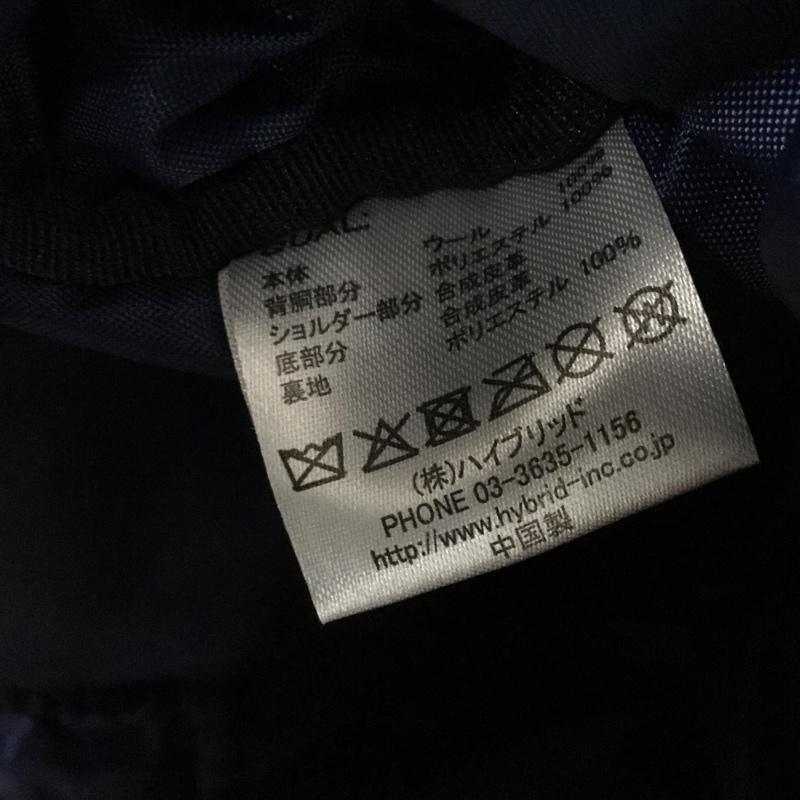 本体 ウール 100%
背胴部分 ポリエステル 100%
ショルダー部分 合成皮革
底部分 合成皮革
裏地 ポリエステル 100%
(株)ハイブリッド
PHONE 03-3635-1156
http://www.hybrid-inc.co.jp
中国製